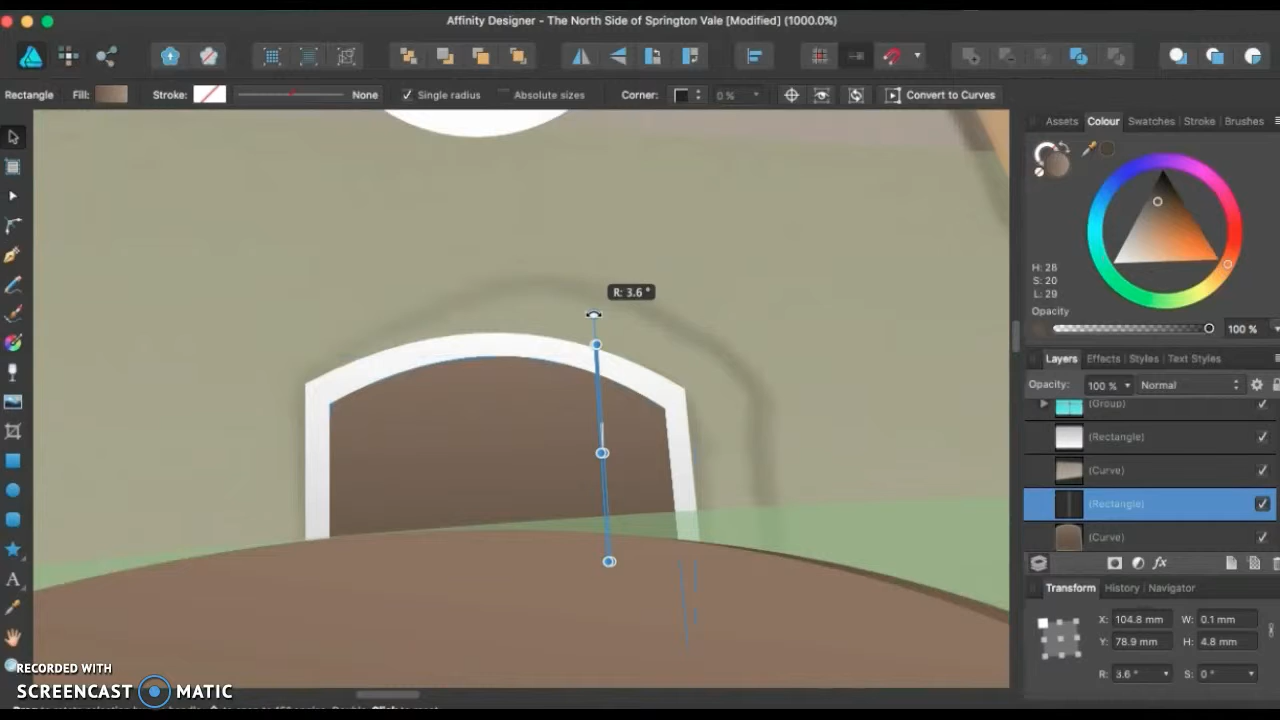 Affinity Designer - The North Side of Springton Vale [Modified] (1000.0%)
Rectangle Fill: Stroke: None Single radius Absolute sizes Corner: 0 % Convert to Curves
Assets Colour Swatches Stroke Brushes
H: 28
S: 20
L: 29
Opacity
100 %
R: 3.6 °
Layers Effects Styles Text Styles
Opacity: 100 % Normal
(Group)
(Rectangle)
(Curve)
(Rectangle)
(Curve)
fx
Transform History Navigator
X: 104.8 mm W: 0.1 mm
Y: 78.9 mm H: 4.8 mm
R: 3.6 ° S: 0 °
A
RECORDED WITH
SCREENCAST MATIC